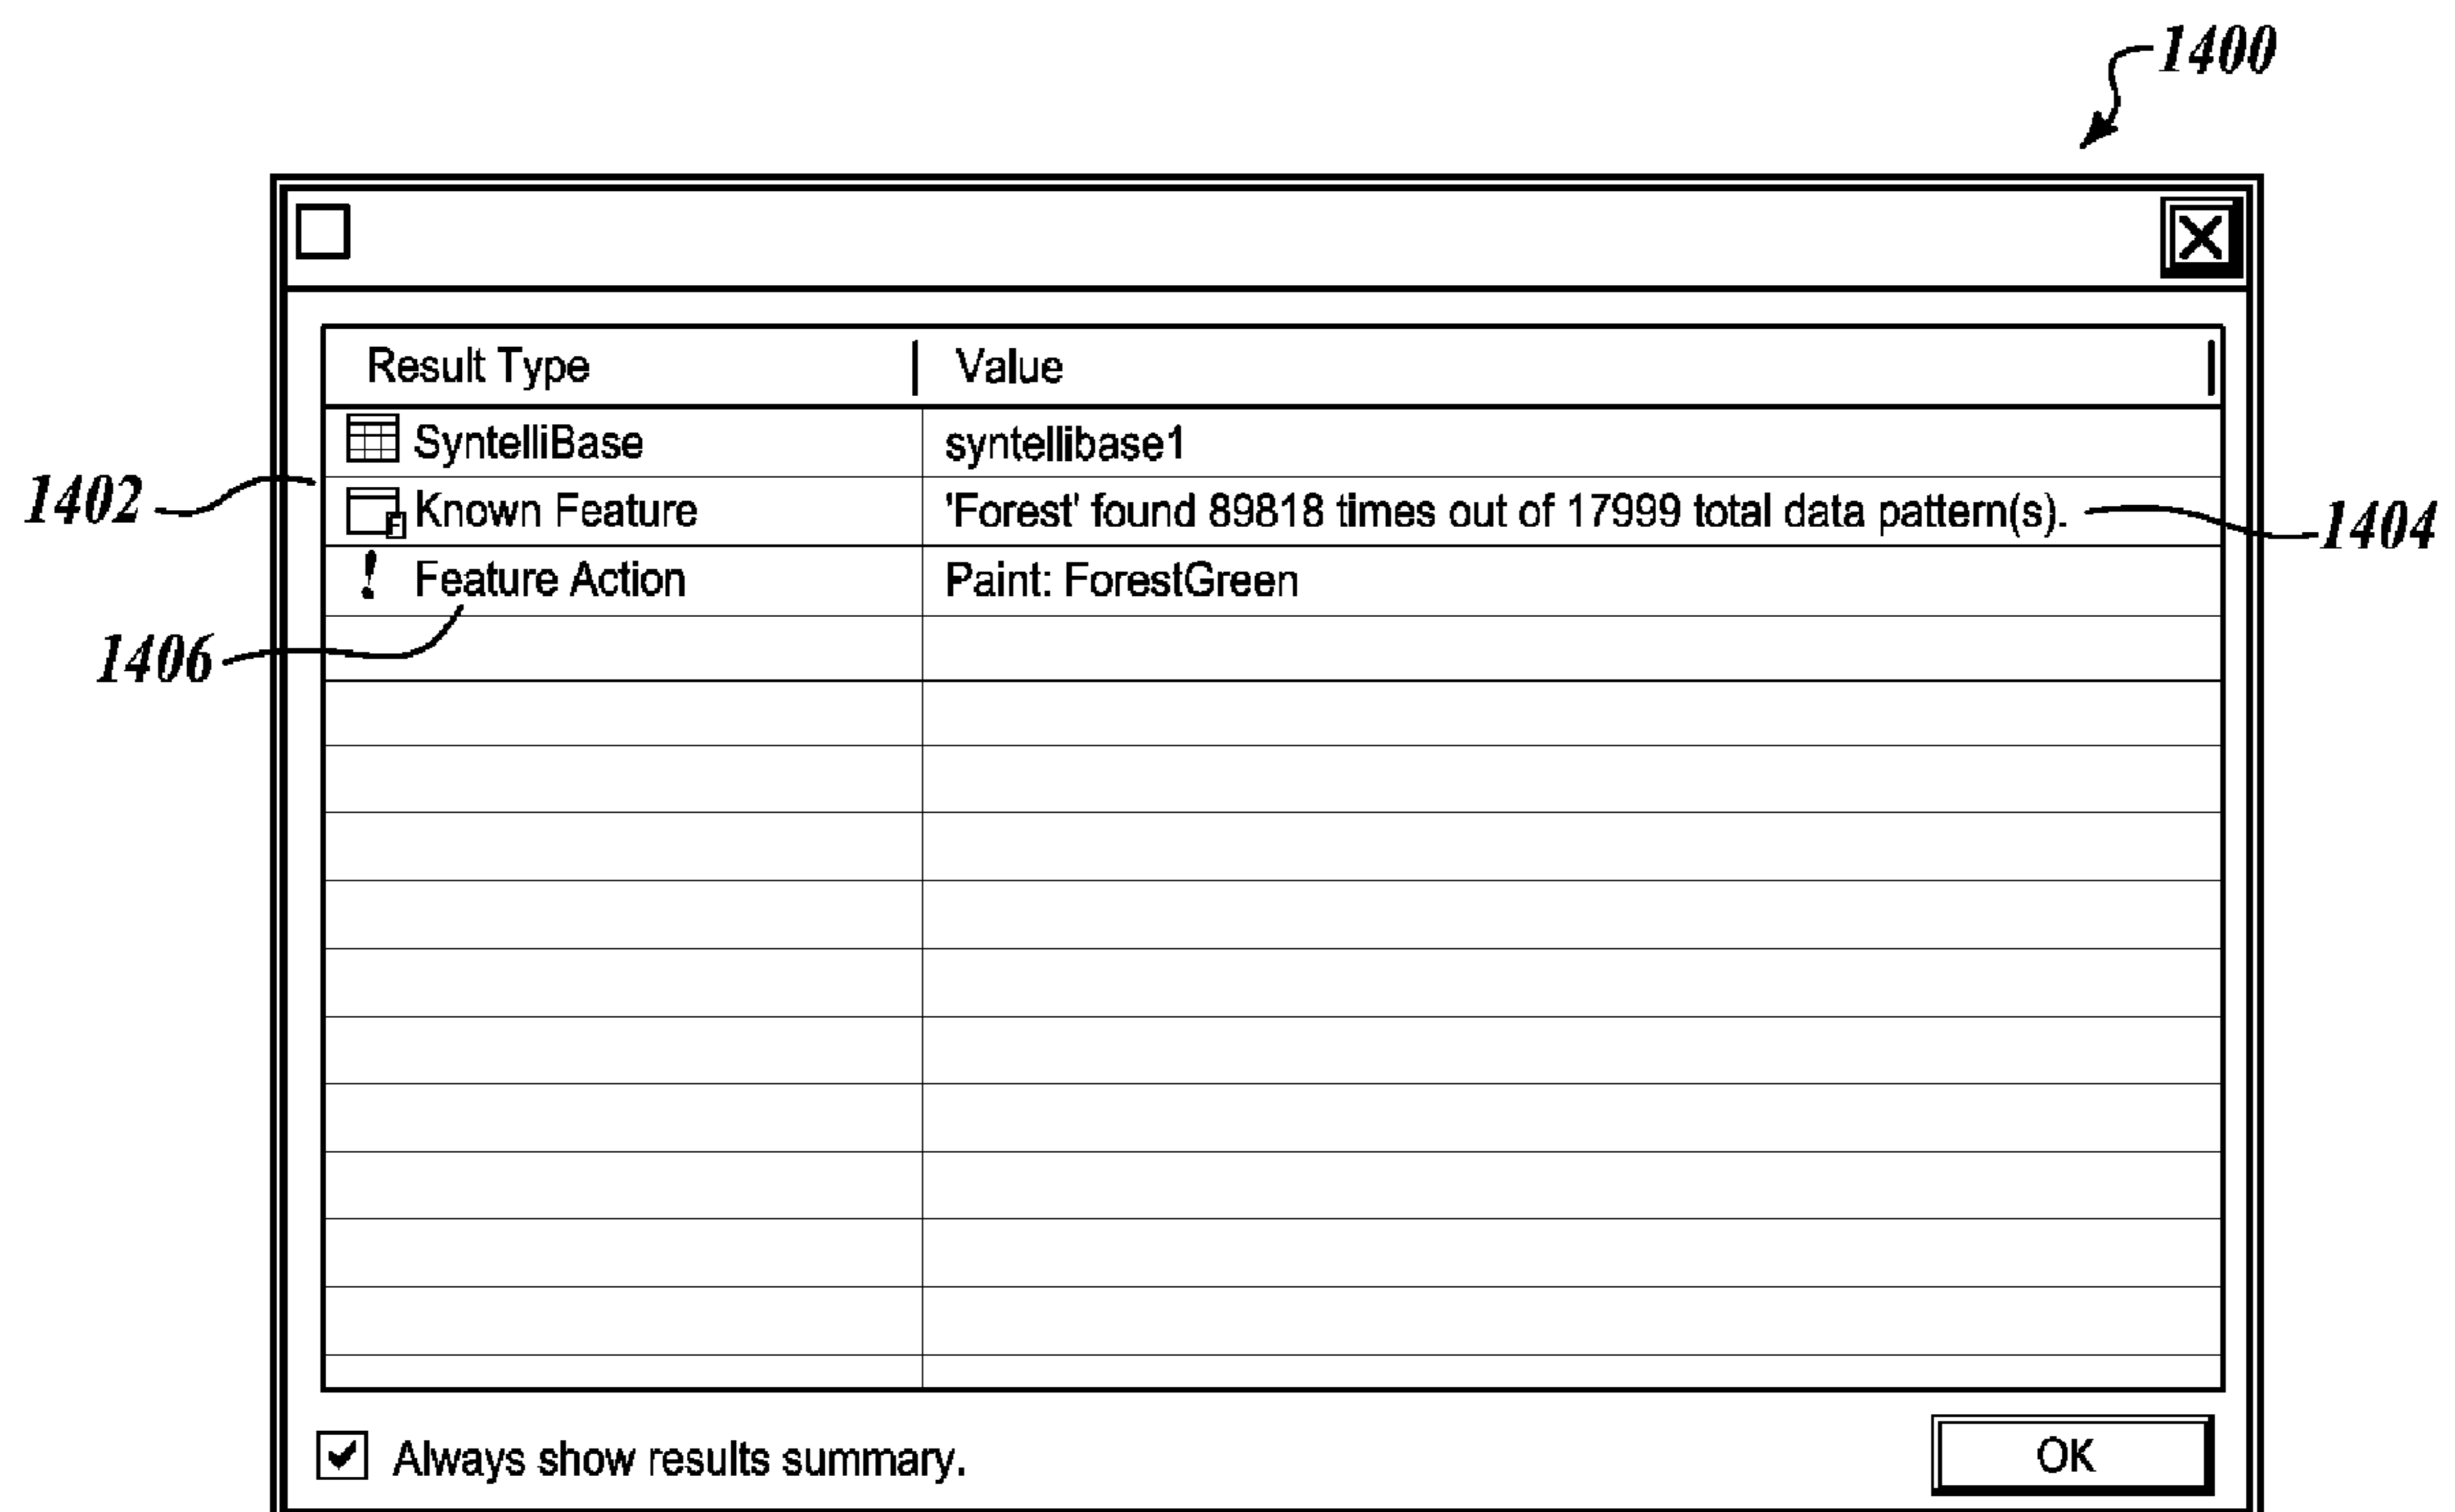 1400
Result Type Value
SyntelliBase syntellibase1
1402
Known Feature 'Forest' found 89818 times out of 17999 total data pattern(s).
1404
Feature Action Paint: ForestGreen
1406
Always show results summary. OK